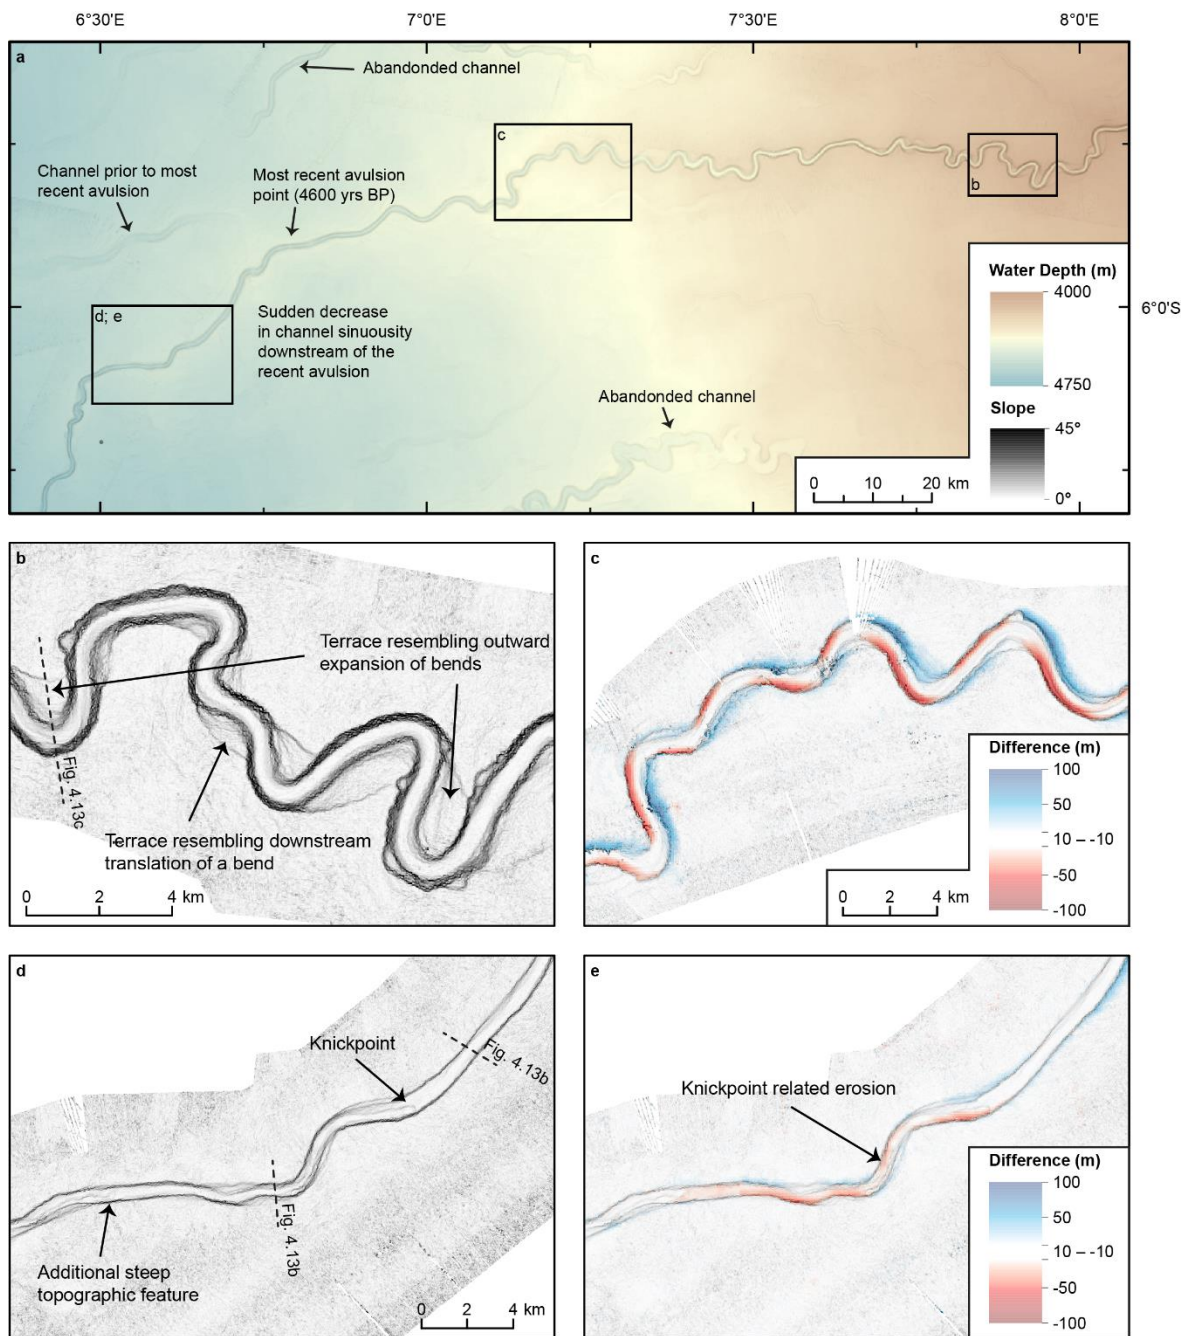 6°30'E
7°0'E
7°30'E
8°0'E
a
Abandonded channel
c
Channel prior to most
recent avulsion
Most recent avulsion
point (4600 yrs BP)
b
d; e
Sudden decrease
in channel sinuousity
downstream of the
recent avulsion
Water Depth (m)
4000
4750
6°0'S
Abandonded channel
Slope
45°
0°
0 10 20 km
b
Terrace resembling outward
expansion of bends
Fig. 4.13c
Terrace resembling downstream
translation of a bend
0 2 4 km
c
Difference (m)
100
50
10 – -10
-50
-100
0 2 4 km
d
Knickpoint
Fig. 4.13b
Fig. 4.13b
Additional steep
topographic feature
0 2 4 km
e
Knickpoint related erosion
Difference (m)
100
50
10 – -10
-50
-100